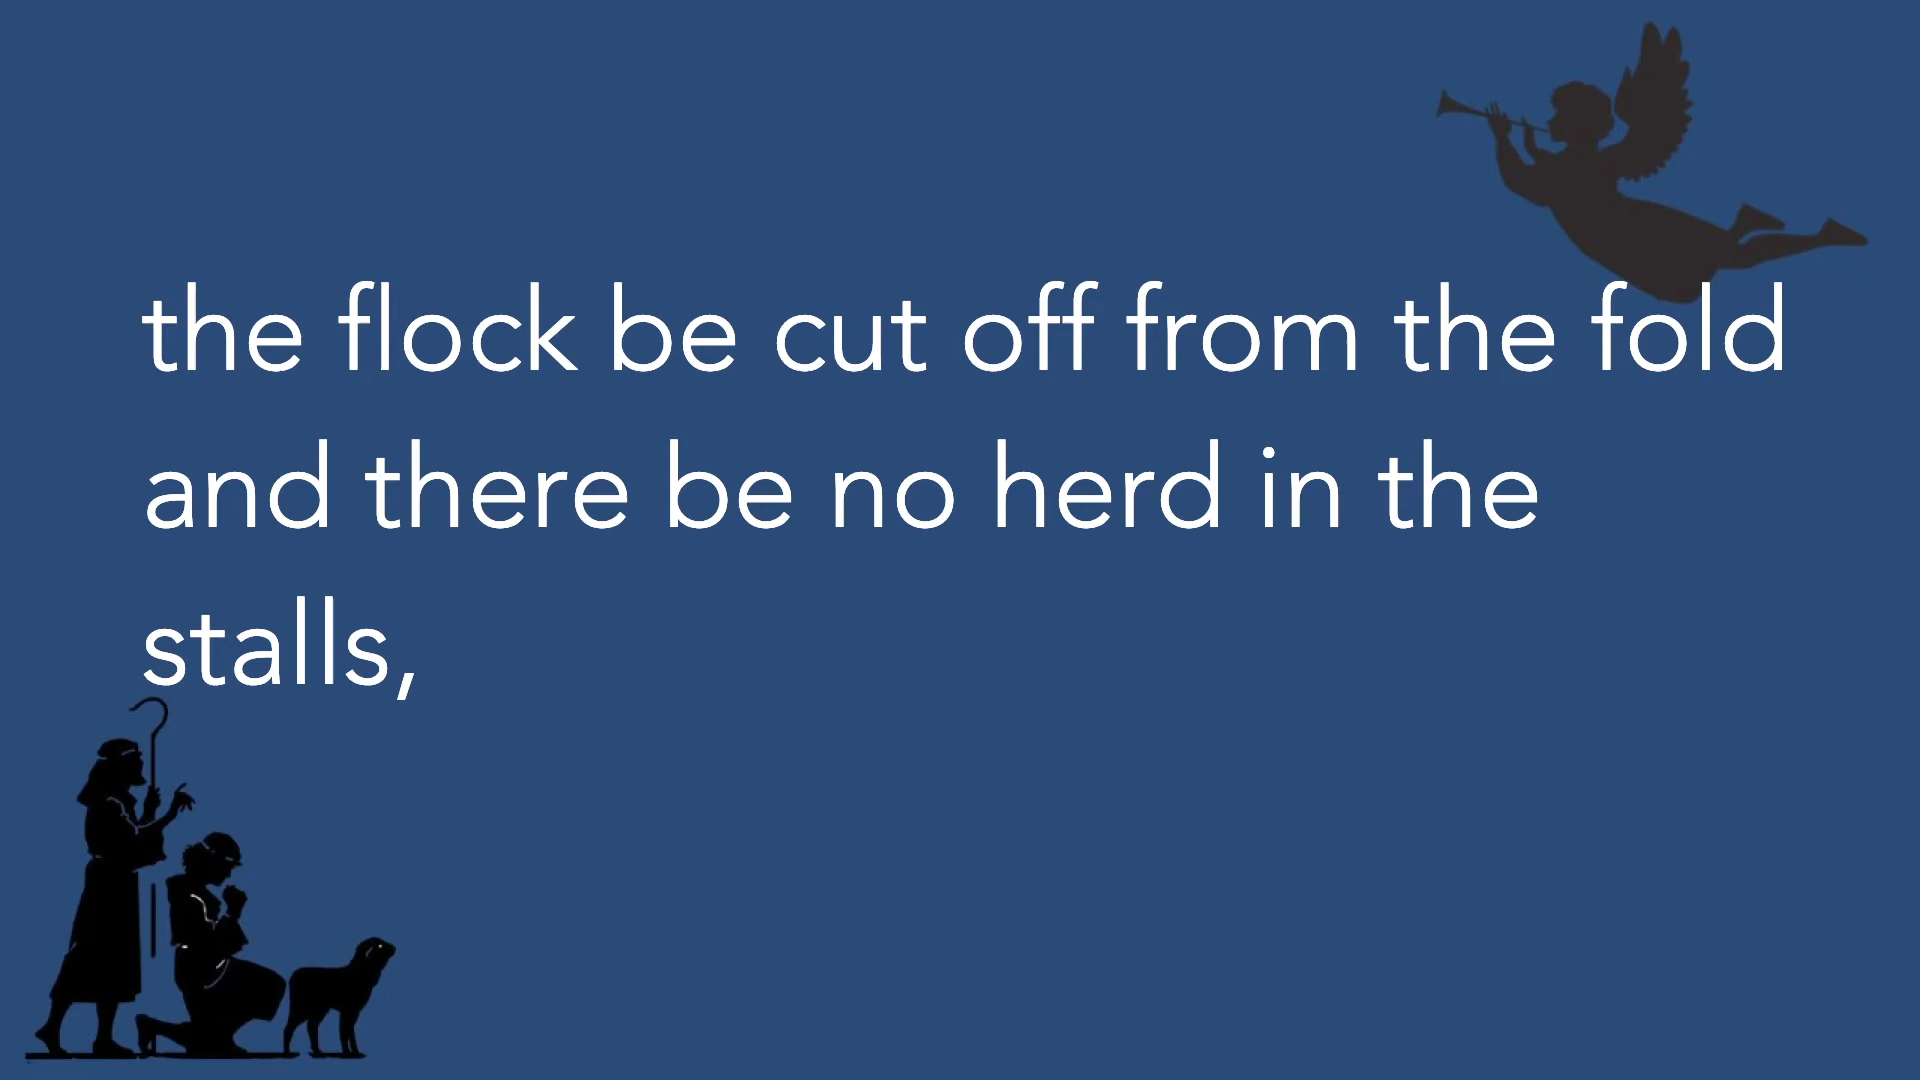 the flock be cut off from the fold
and there be no herd in the
stalls,